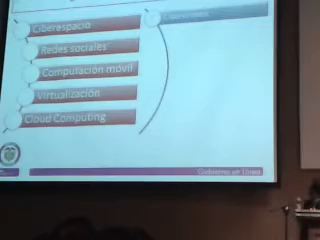 Ciberespacio
Redes sociales
Computación móvil
Virtualización
Cloud Computing
Gobierno en Línea